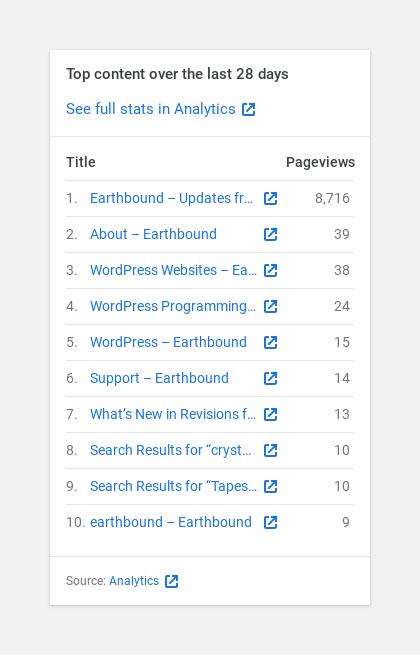 Top content over the last 28 days
See full stats in Analytics
Title Pageviews
1. Earthbound – Updates fr... 8,716
2. About – Earthbound 39
3. WordPress Websites – Ea... 38
4. WordPress Programming... 24
5. WordPress – Earthbound 15
6. Support – Earthbound 14
7. What’s New in Revisions f... 13
8. Search Results for “cryst... 10
9. Search Results for “Tapes... 10
10. earthbound – Earthbound 9
Source: Analytics